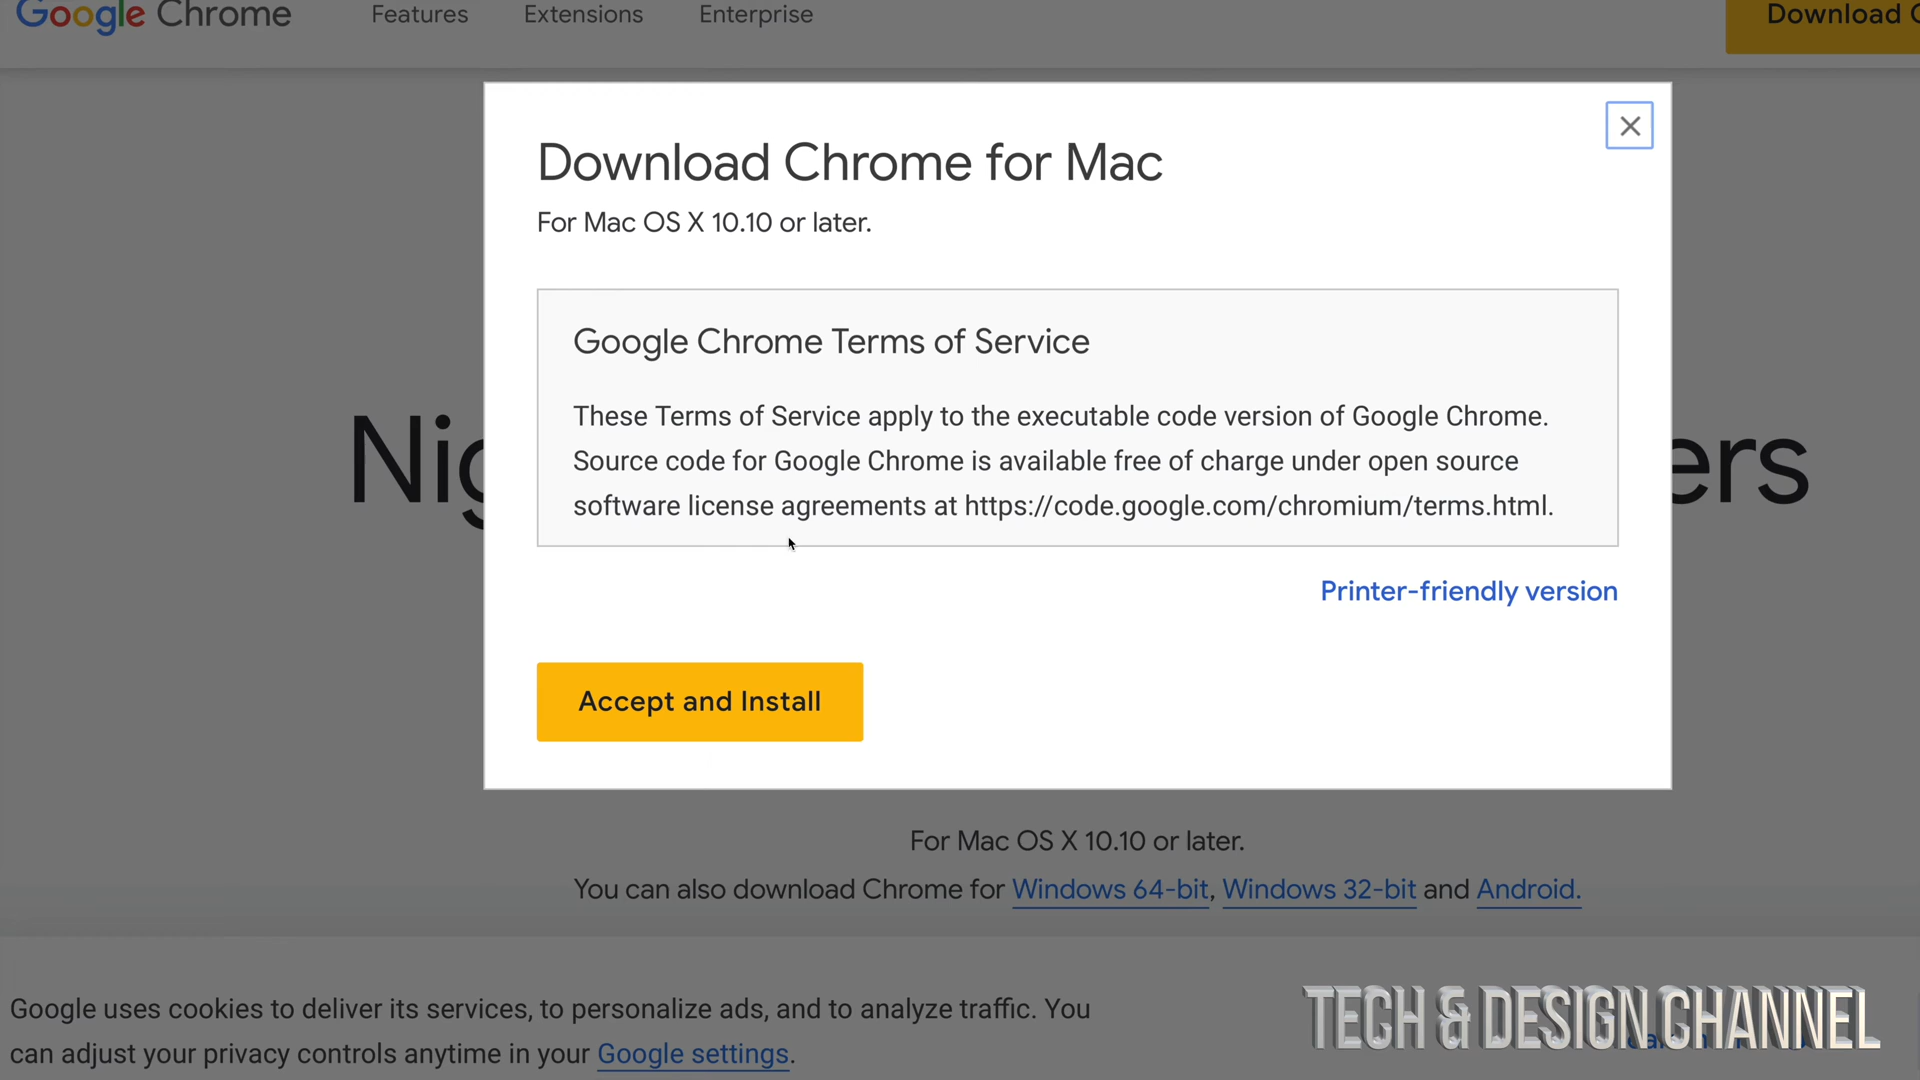 Google Chrome
Features
Extensions
Enterprise
Download
Download Chrome for Mac
For Mac OS X 10.10 or later.
Google Chrome Terms of Service
These Terms of Service apply to the executable code version of Google Chrome.
Source code for Google Chrome is available free of charge under open source
software license agreements at https://code.google.com/chromium/terms.html.
Printer-friendly version
Accept and Install
For Mac OS X 10.10 or later.
You can also download Chrome for Windows 64-bit, Windows 32-bit and Android.
Google uses cookies to deliver its services, to personalize ads, and to analyze traffic. You
can adjust your privacy controls anytime in your Google settings.
TECH & DESIGN CHANNEL